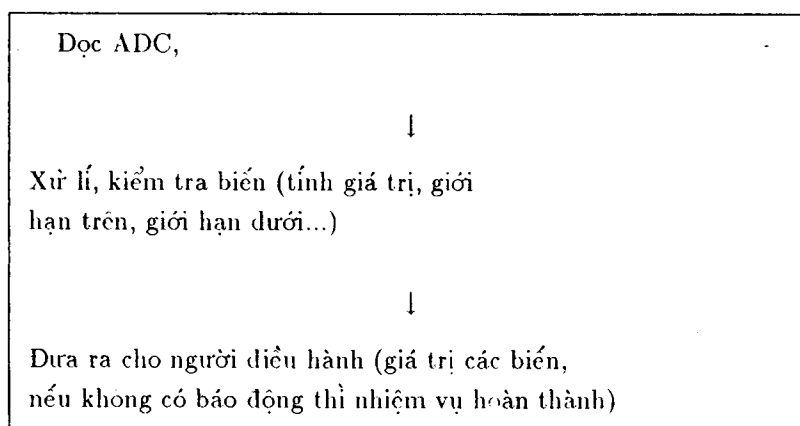 Đọc ADC,
↓
Xử lí, kiểm tra biến (tính giá trị, giới
hạn trên, giới hạn dưới...)
↓
Đưa ra cho người điều hành (giá trị các biến,
nếu không có báo động thì nhiệm vụ hoàn thành)